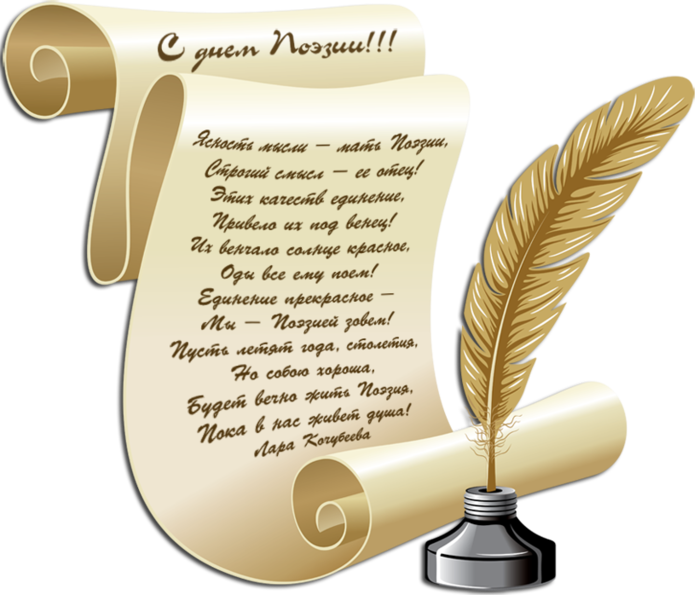 С днем Поэзии!!!
Ясность мысли — мать Поэзии,
Строгий смысл — ее отец!
Этих качеств единение,
Привело их под венец!
Их венчало солнце красное,
Оды все ему поем!
Единение прекрасное —
Мы — Поэзией зовем!
Пусть летят года, столетия,
Но собою хороша,
Будет вечно жить Поэзия,
Пока в нас живет душа!
Лара Кочубеева